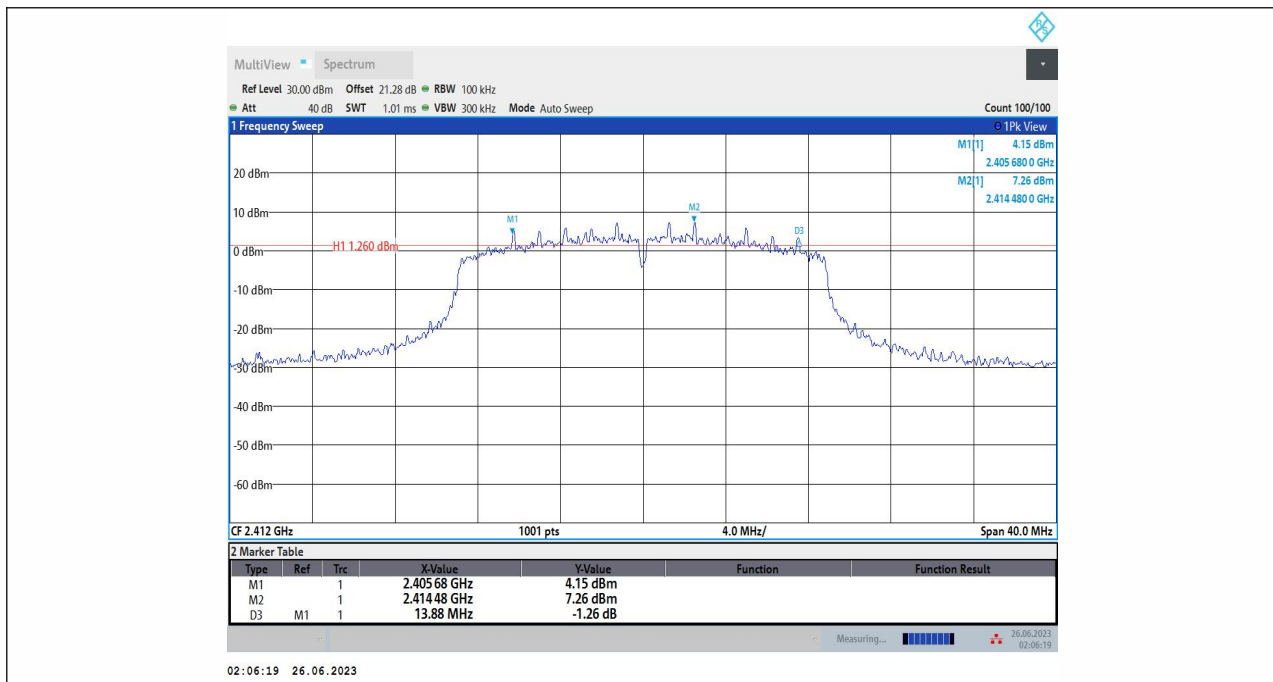 R&S
MultiView Spectrum
Ref Level 30.00 dBm Offset 21.28 dB RBW 100 kHz
Att 40 dB SWT 1.01 ms VBW 300 kHz Mode Auto Sweep Count 100/100
1 Frequency Sweep 1Pk View
M1[1] 4.15 dBm
2.405 680 0 GHz
20 dBm
M2[1] 7.26 dBm
2.414 480 0 GHz
10 dBm
M1 M2 D3
H1 1.260 dBm
0 dBm
-10 dBm
-20 dBm
-30 dBm
-40 dBm
-50 dBm
-60 dBm
CF 2.412 GHz 1001 pts 4.0 MHz/ Span 40.0 MHz
2 Marker Table
Type Ref Trc X-Value Y-Value Function Function Result
M1 1 2.405 68 GHz 4.15 dBm
M2 1 2.414 48 GHz 7.26 dBm
D3 M1 1 13.88 MHz -1.26 dB
Measuring... 26.06.2023
02:06:19
02:06:19 26.06.2023